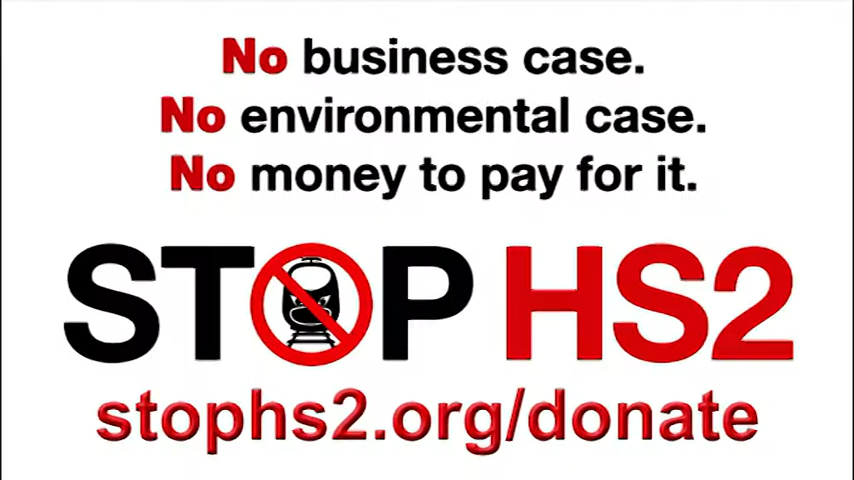 No business case.
No environmental case.
No money to pay for it.
STOP HS2
stophs2.org/donate